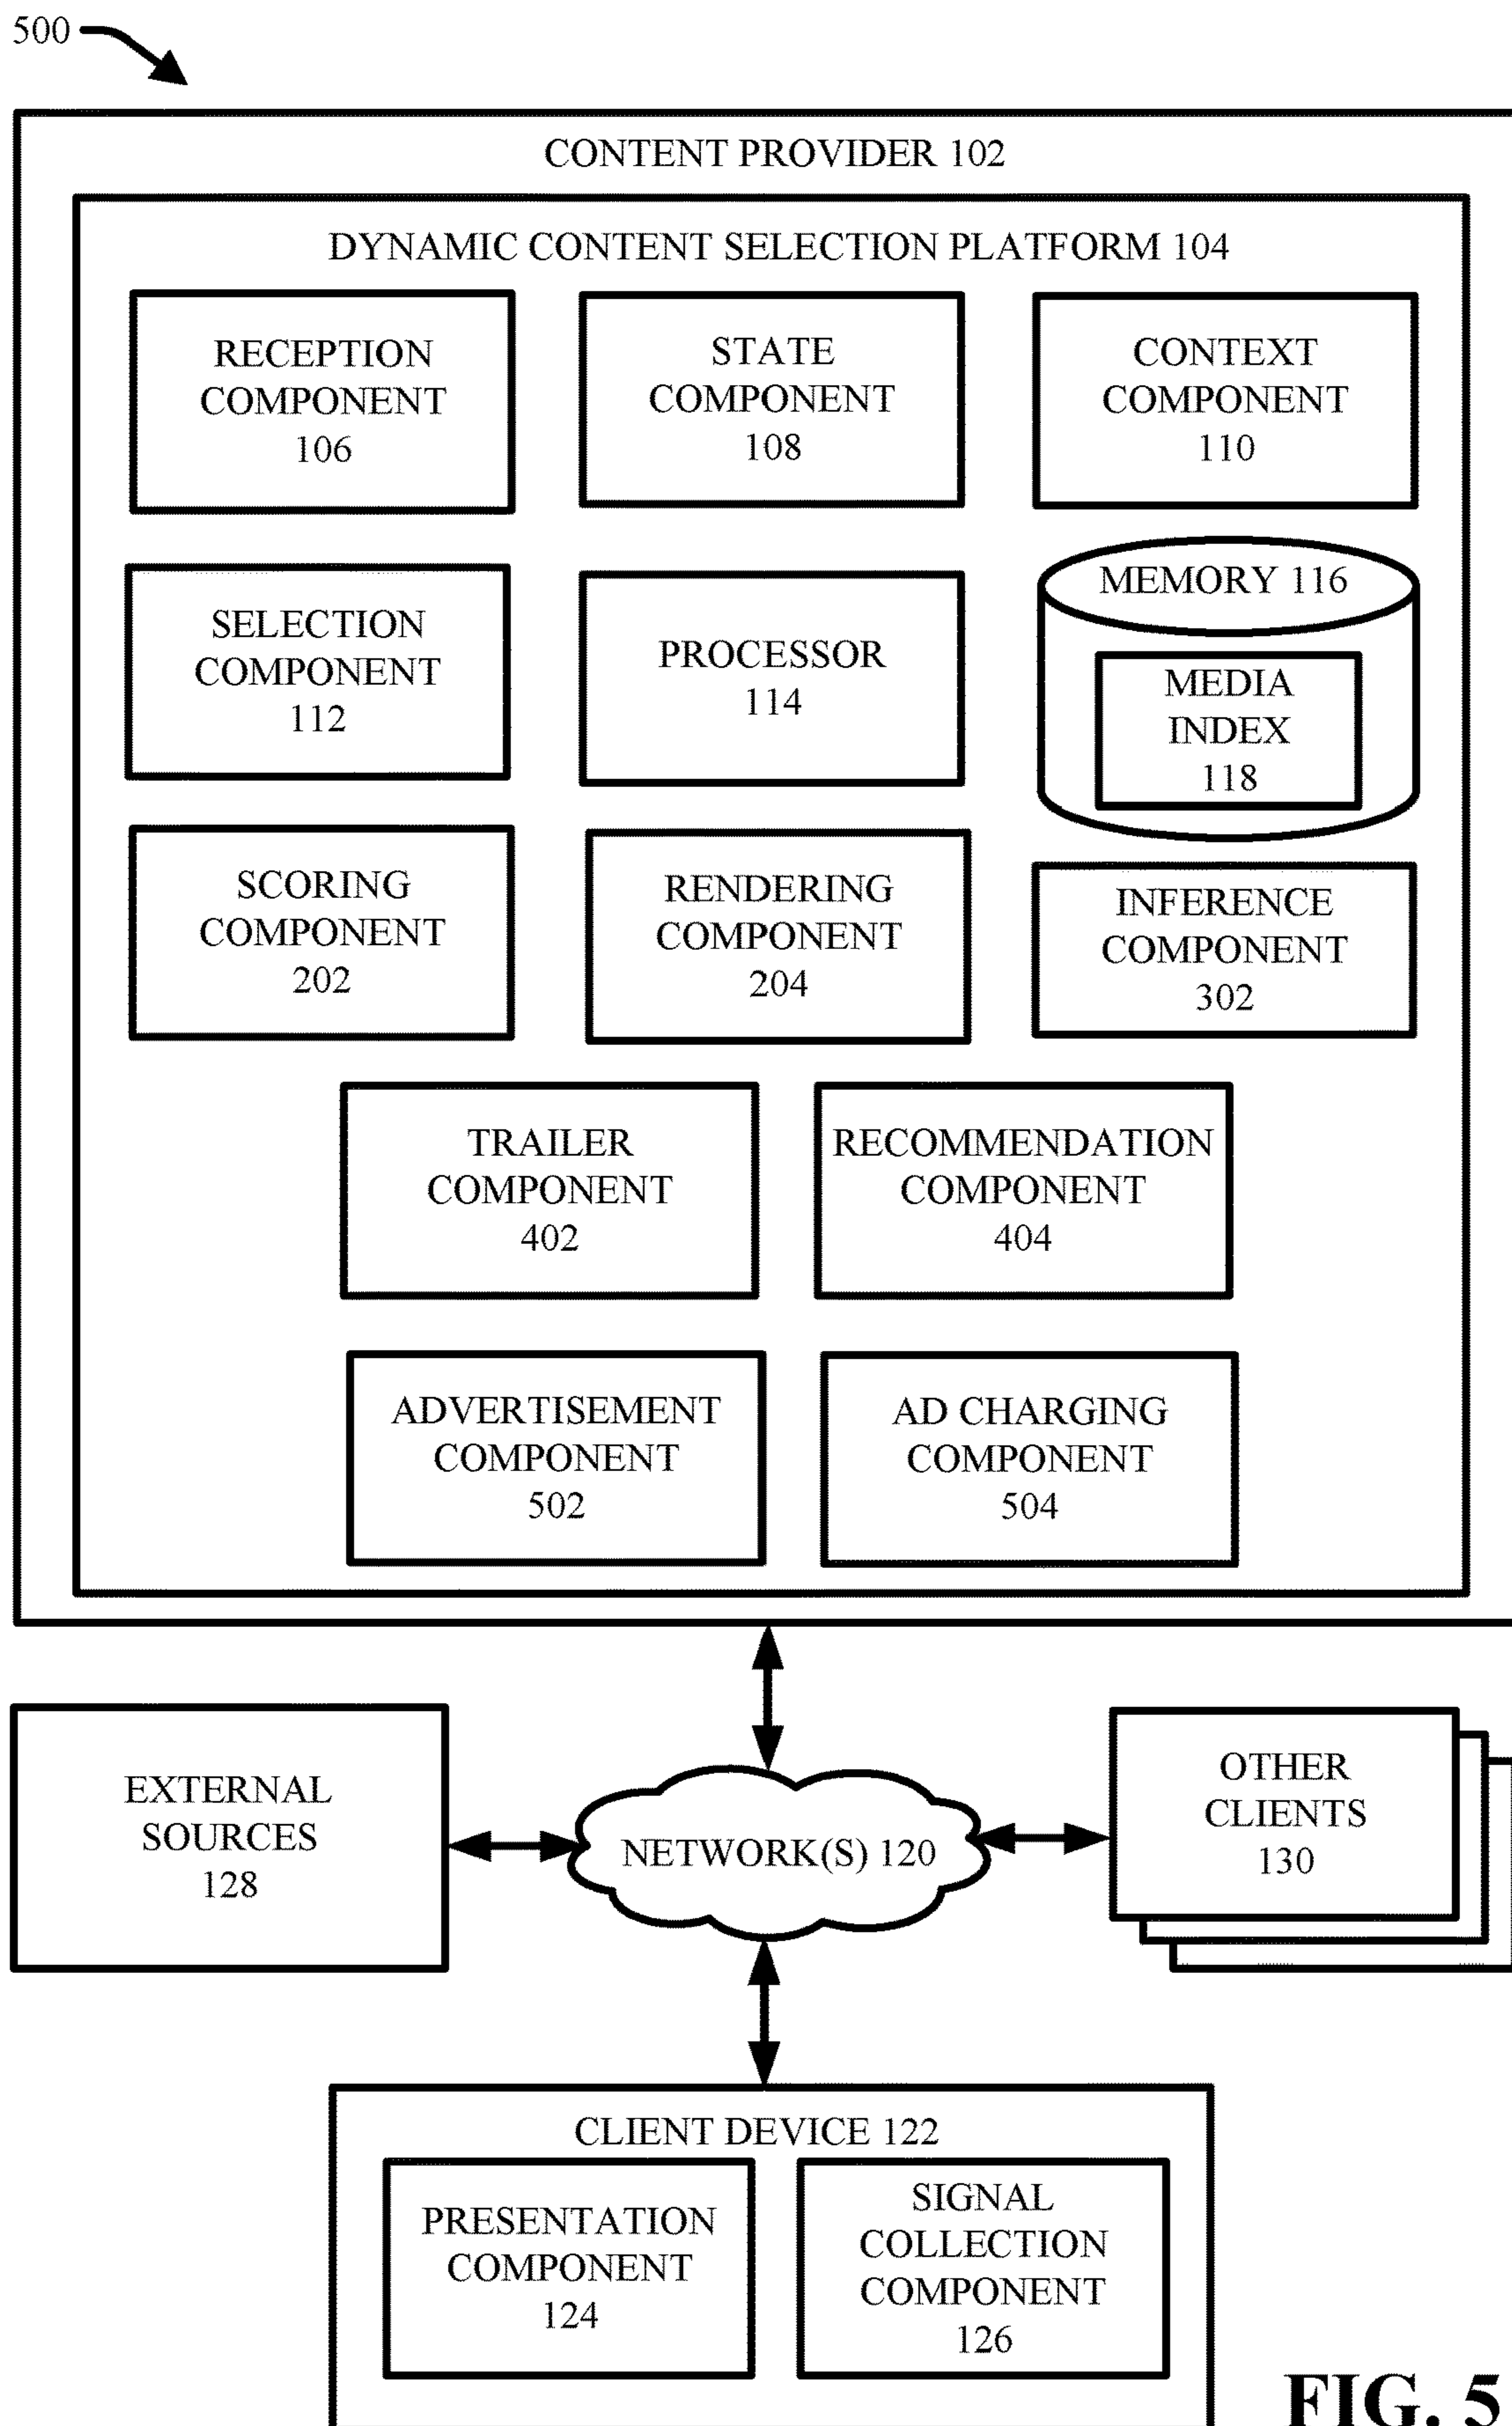 500
CONTENT PROVIDER 102
DYNAMIC CONTENT SELECTION PLATFORM 104
RECEPTION
COMPONENT
106
STATE
COMPONENT
108
CONTEXT
COMPONENT
110
SELECTION
COMPONENT
112
PROCESSOR
114
MEMORY 116
MEDIA
INDEX
118
SCORING
COMPONENT
202
RENDERING
COMPONENT
204
INFERENCE
COMPONENT
302
TRAILER
COMPONENT
402
RECOMMENDATION
COMPONENT
404
ADVERTISEMENT
COMPONENT
502
AD CHARGING
COMPONENT
504
EXTERNAL
SOURCES
128
NETWORK(S) 120
OTHER
CLIENTS
130
CLIENT DEVICE 122
PRESENTATION
COMPONENT
124
SIGNAL
COLLECTION
COMPONENT
126
FIG. 5